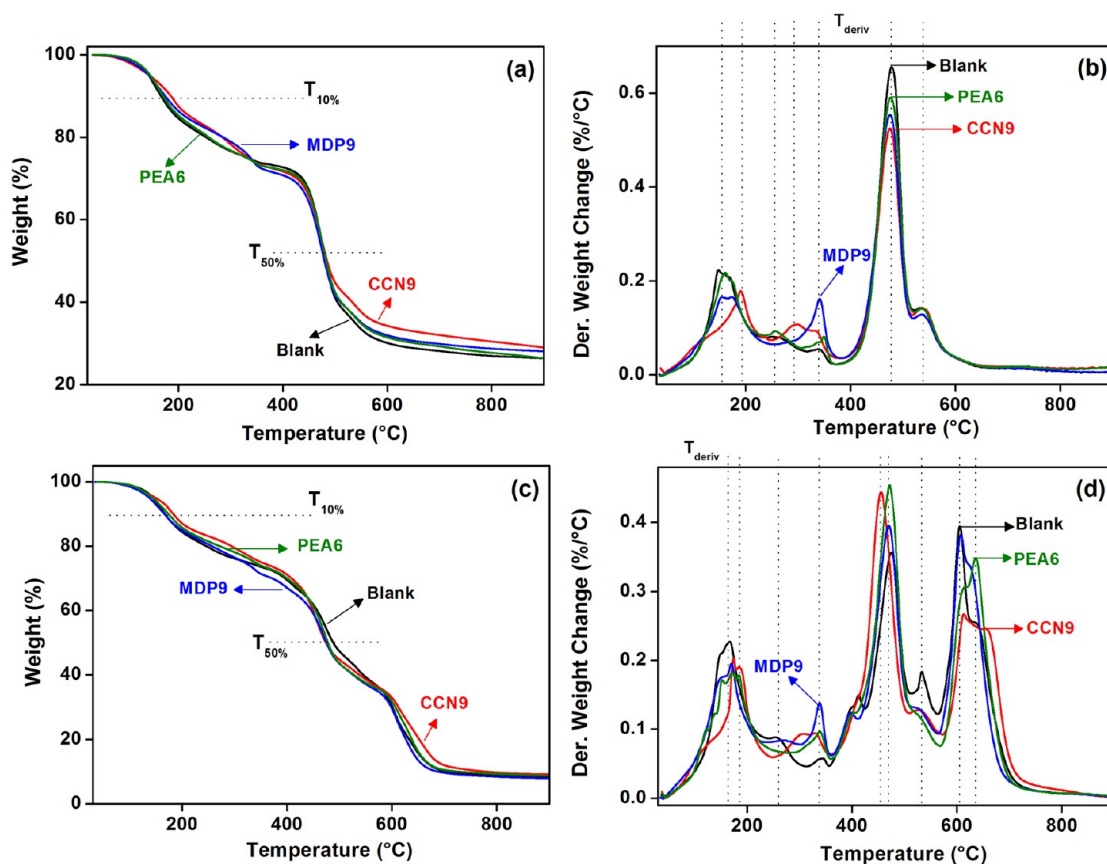 (a)
100
80
60
40
20
Weight (%)
T10%
MDP9
PEA6
T50%
CCN9
Blank
200 400 600 800
Temperature (°C)
Tderiv
(b)
0.6
0.4
0.2
0.0
Der. Weight Change (%/°C)
Blank
PEA6
CCN9
MDP9
200 400 600 800
Temperature (°C)
(c)
100
80
60
40
20
0
Weight (%)
T10%
PEA6
MDP9
Blank
T50%
CCN9
200 400 600 800
Temperature (°C)
Tderiv
(d)
0.4
0.3
0.2
0.1
0.0
Der. Weight Change (%/°C)
Blank
PEA6
CCN9
MDP9
200 400 600 800
Temperature (°C)